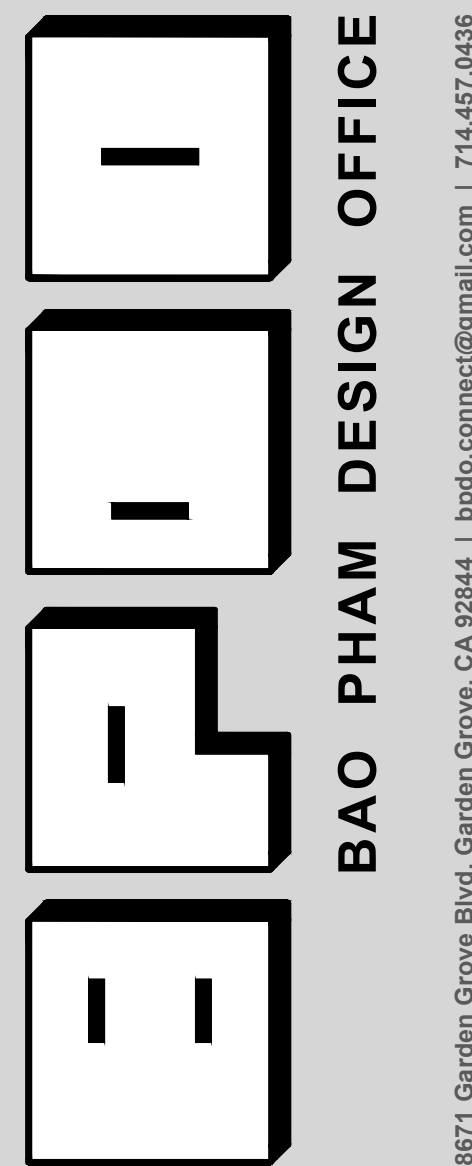 BAO PHAM DESIGN OFFICE
8671 Garden Grove Blvd, Garden Grove, CA 92844 | bpdo.connect@gmail.com | 714.457.0436